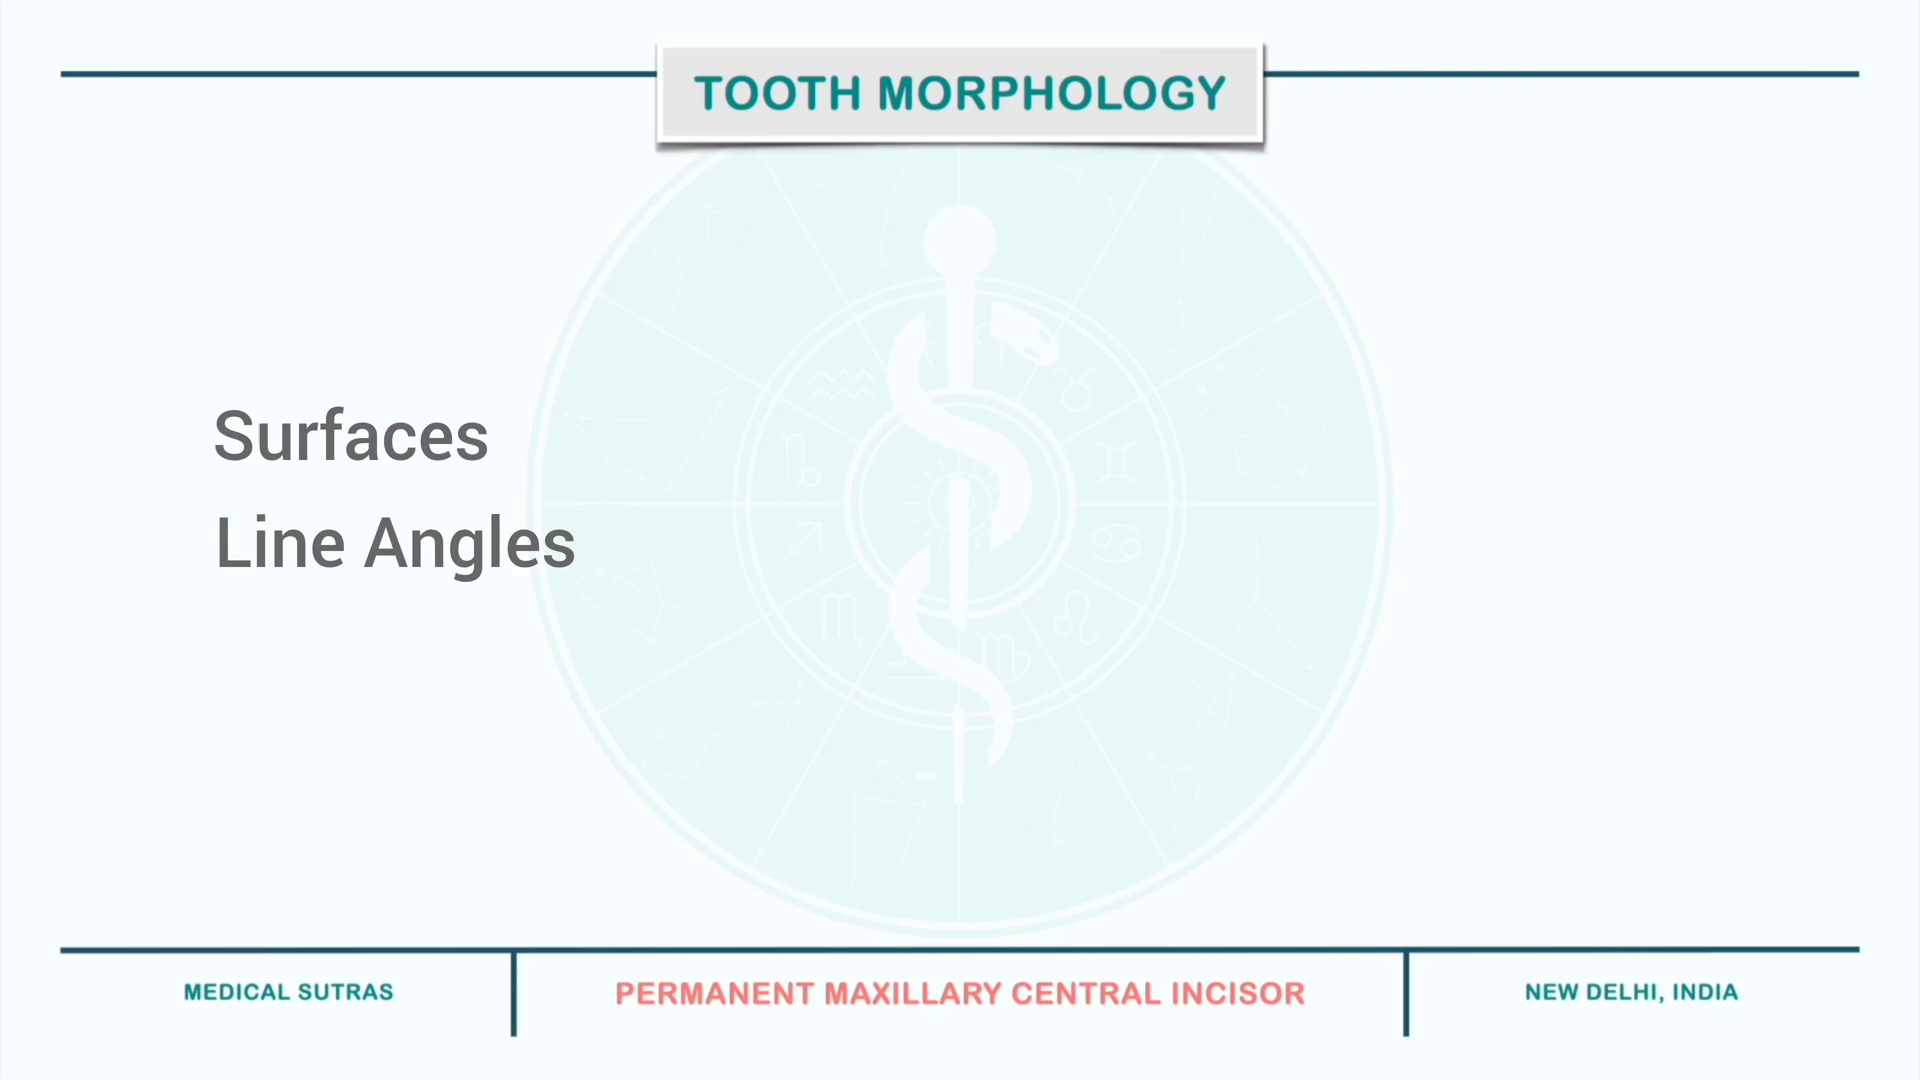 TOOTH MORPHOLOGY
Surfaces
Line Angles
MEDICAL SUTRAS
PERMANENT MAXILLARY CENTRAL INCISOR
NEW DELHI, INDIA